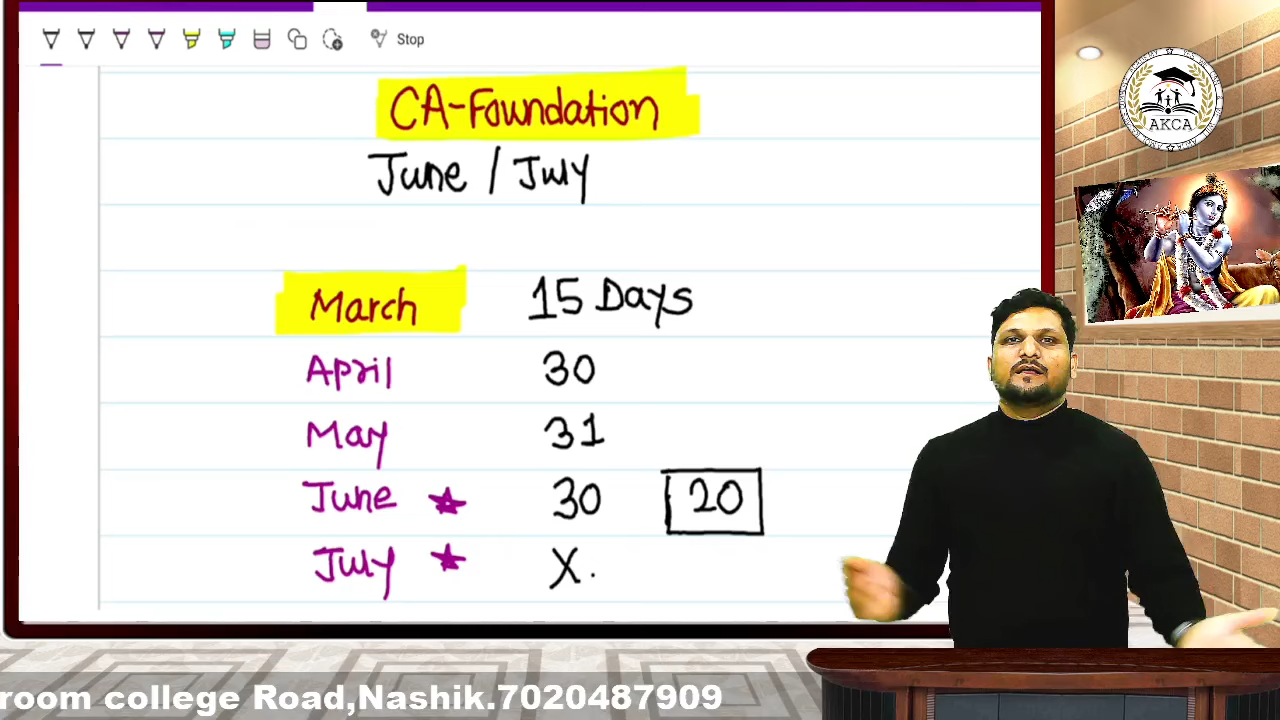 Stop
CA-Foundation
June / July
March 15 Days
April 30
May 31
June ★ 30 20
July ★ X.
AKCA
room college Road,Nashik.7020487909